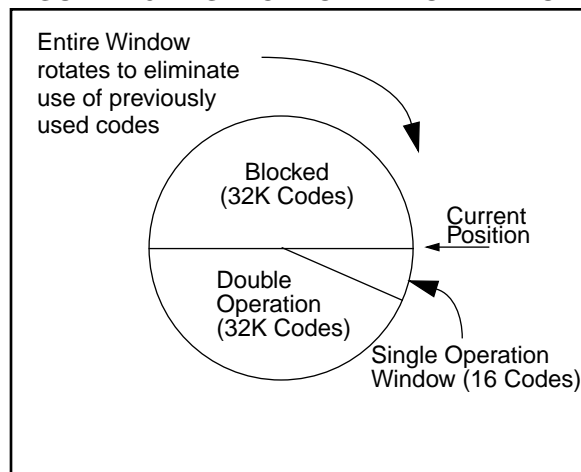 Entire Window
rotates to eliminate
use of previously
used codes
Blocked
(32K Codes)
Current
Position
Double
Operation
(32K Codes)
Single Operation
Window (16 Codes)